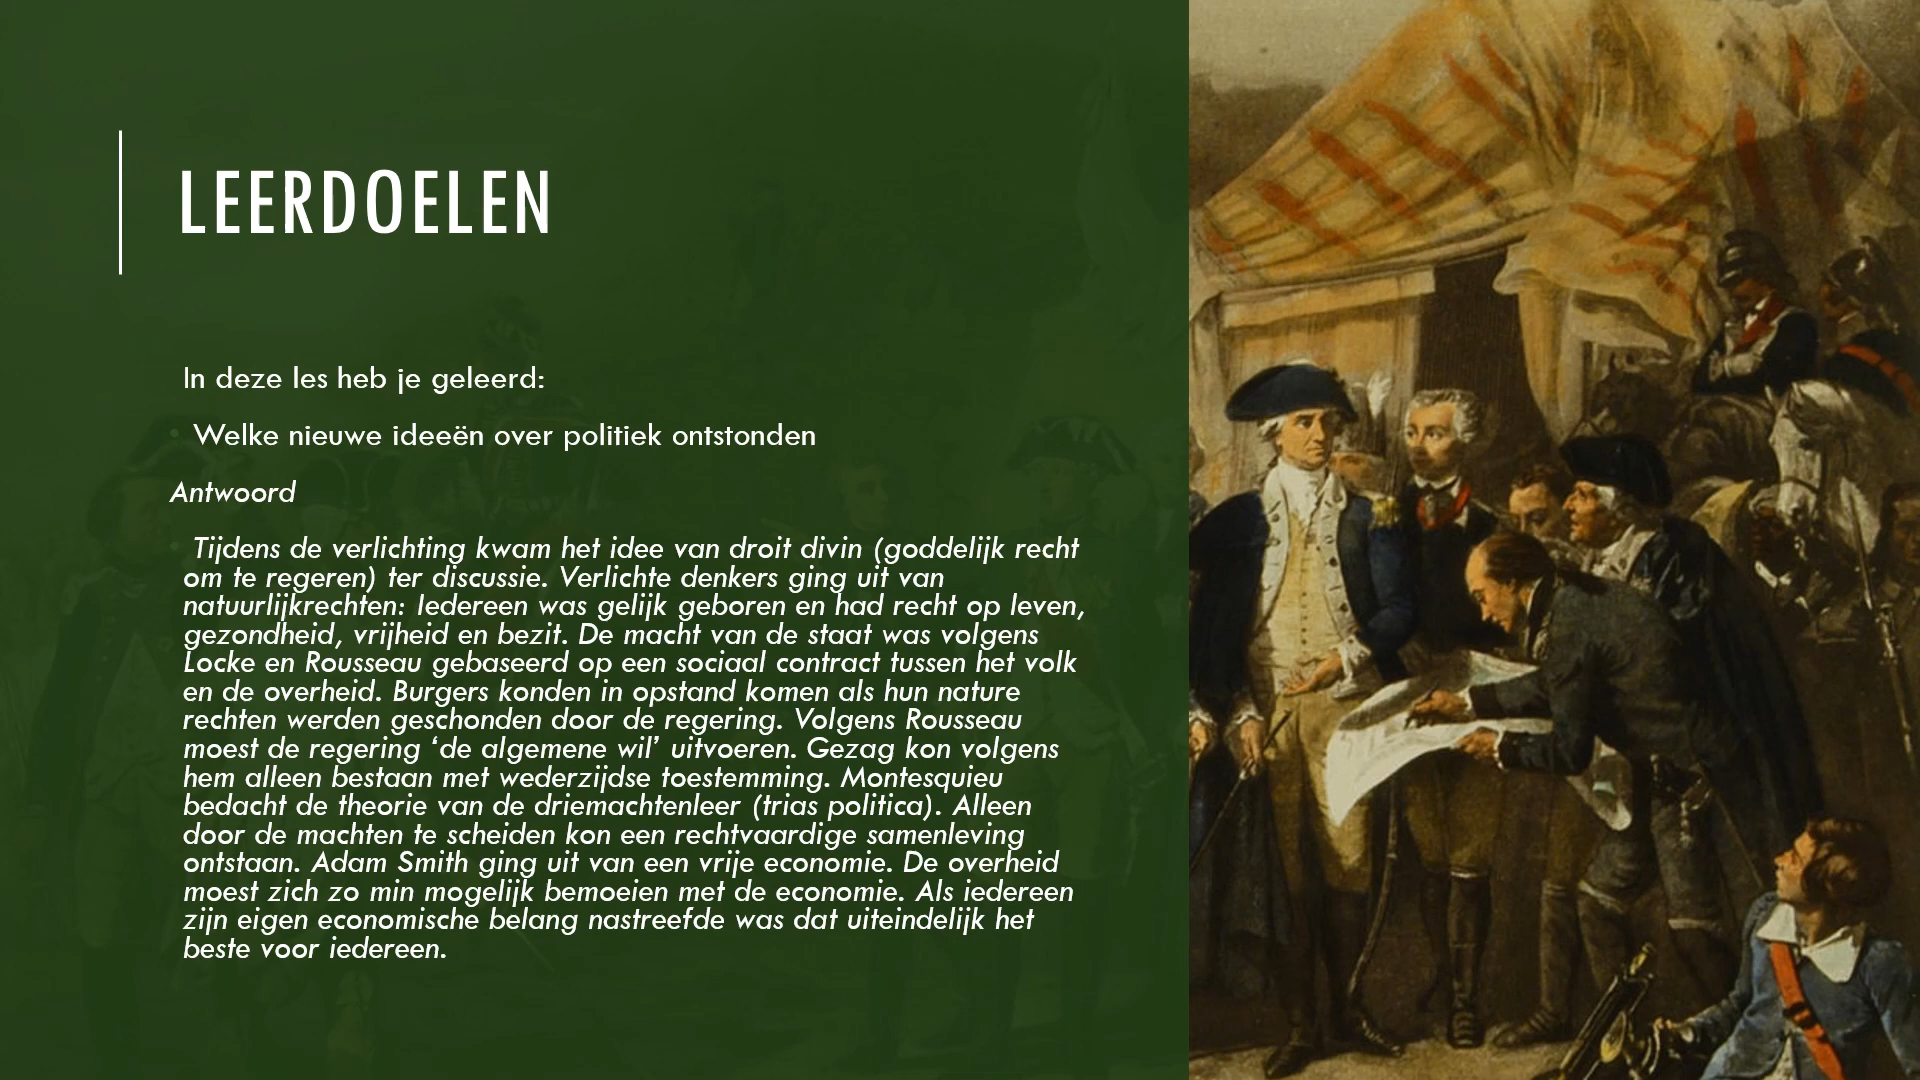 LEERDOELEN
In deze les heb je geleerd:
Welke nieuwe ideeën over politiek ontstonden
Antwoord
Tijdens de verlichting kwam het idee van droit divin (goddelijk recht
om te regeren) ter discussie. Verlichte denkers ging uit van
natuurlijkrechten: Iedereen was gelijk geboren en had recht op leven,
gezondheid, vrijheid en bezit. De macht van de staat was volgens
Locke en Rousseau gebaseerd op een sociaal contract tussen het volk
en de overheid. Burgers konden in opstand komen als hun nature
rechten werden geschonden door de regering. Volgens Rousseau
moest de regering ‘de algemene wil’ uitvoeren. Gezag kon volgens
hem alleen bestaan met wederzijdse toestemming. Montesquieu
bedacht de theorie van de driemachtenleer (trias politica). Alleen
door de machten te scheiden kon een rechtvaardige samenleving
ontstaan. Adam Smith ging uit van een vrije economie. De overheid
moest zich zo min mogelijk bemoeien met de economie. Als iedereen
zijn eigen economische belang nastreefde was dat uiteindelijk het
beste voor iedereen.